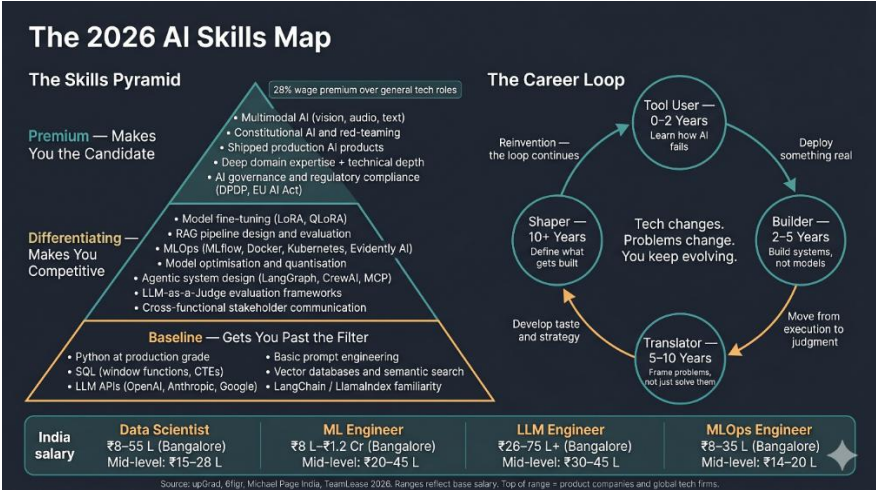 The 2026 AI Skills Map
The Skills Pyramid
28% wage premium over general tech roles
Premium — Makes
You the Candidate
• Multimodal AI (vision, audio, text)
• Constitutional AI and red-teaming
• Shipped production AI products
• Deep domain expertise + technical depth
• AI governance and regulatory compliance
(DPDP, EU AI Act)
Differentiating —
Makes You
Competitive
• Model fine-tuning (LoRA, QLoRA)
• RAG pipeline design and evaluation
• MLOps (MLflow, Docker, Kubernetes, Evidently AI)
• Model optimisation and quantisation
• Agentic system design (LangGraph, CrewAI, MCP)
• LLM-as-a-Judge evaluation frameworks
• Cross-functional stakeholder communication
Baseline — Gets You Past the Filter
• Python at production grade
• SQL (window functions, CTEs)
• LLM APIs (OpenAI, Anthropic, Google)
• Basic prompt engineering
• Vector databases and semantic search
• LangChain / LlamaIndex familiarity
The Career Loop
Tool User —
0–2 Years
Learn how AI
fails
Deploy
something real
Builder —
2–5 Years
Build systems,
not models
Move from
execution to
judgment
Translator —
5–10 Years
Frame problems,
not just solve them
Develop taste
and strategy
Shaper —
10+ Years
Define what
gets built
Reinvention —
the loop continues
Tech changes.
Problems change.
You keep evolving.
India
salary
Data Scientist
₹8–55 L (Bangalore)
Mid-level: ₹15–28 L
ML Engineer
₹8 L–₹1.2 Cr (Bangalore)
Mid-level: ₹20–45 L
LLM Engineer
₹26–75 L+ (Bangalore)
Mid-level: ₹30–45 L
MLOps Engineer
₹8–35 L (Bangalore)
Mid-level: ₹14–20 L
Source: upGrad, 6figr, Michael Page India, TeamLease 2026. Ranges reflect base salary. Top of range = product companies and global tech firms.